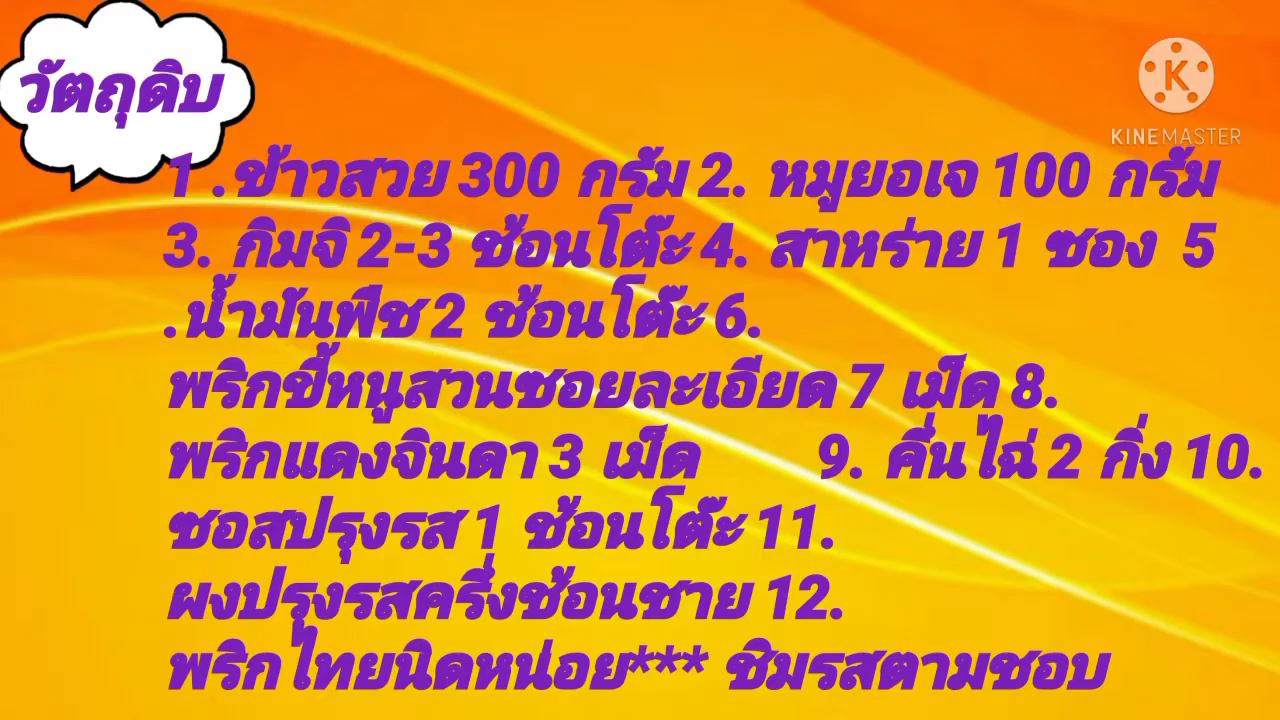 วัตถุดิบ
KINEMASTER
1 .ข้าวสวย 300 กรัม 2. หมูยอเจ 100 กรัม
3. กิมจิ 2-3 ช้อนโต๊ะ 4. สาหร่าย 1 ซอง 5
.น้ำมันพืช 2 ช้อนโต๊ะ 6.
พริกขี้หนูสวนซอยละเอียด 7 เม็ด 8.
พริกแดงจินดา 3 เม็ด 9. คื่นไฉ่ 2 กิ่ง 10.
ซอสปรุงรส 1 ช้อนโต๊ะ 11.
ผงปรุงรสครึ่งช้อนชาย 12.
พริกไทยนิดหน่อย*** ชิมรสตามชอบ